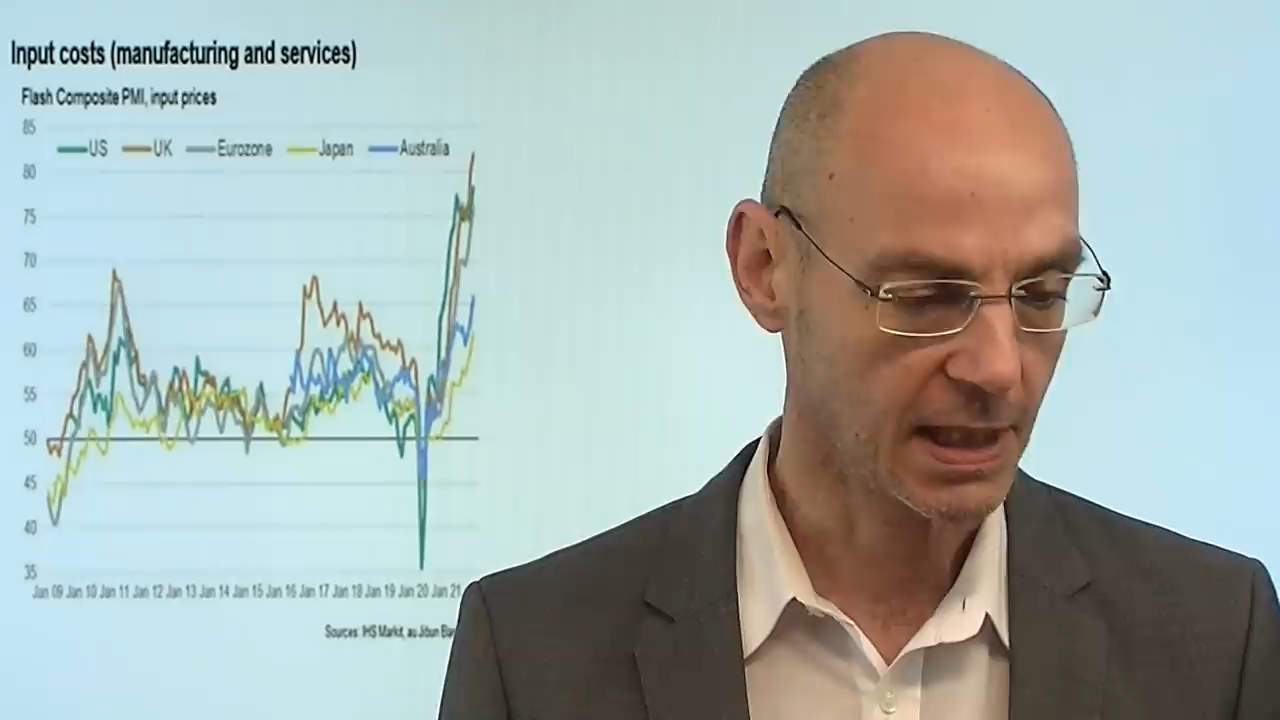 Input costs (manufacturing and services)
Flash Composite PMI, input prices
85
US UK Eurozone Japan Australia
80
75
70
65
60
55
50
45
40
35
Jan 09 Jan 10 Jan 11 Jan 12 Jan 13 Jan 14 Jan 15 Jan 16 Jan 17 Jan 18 Jan 19 Jan 20 Jan 21
Sources: IHS Markit, au Jibun